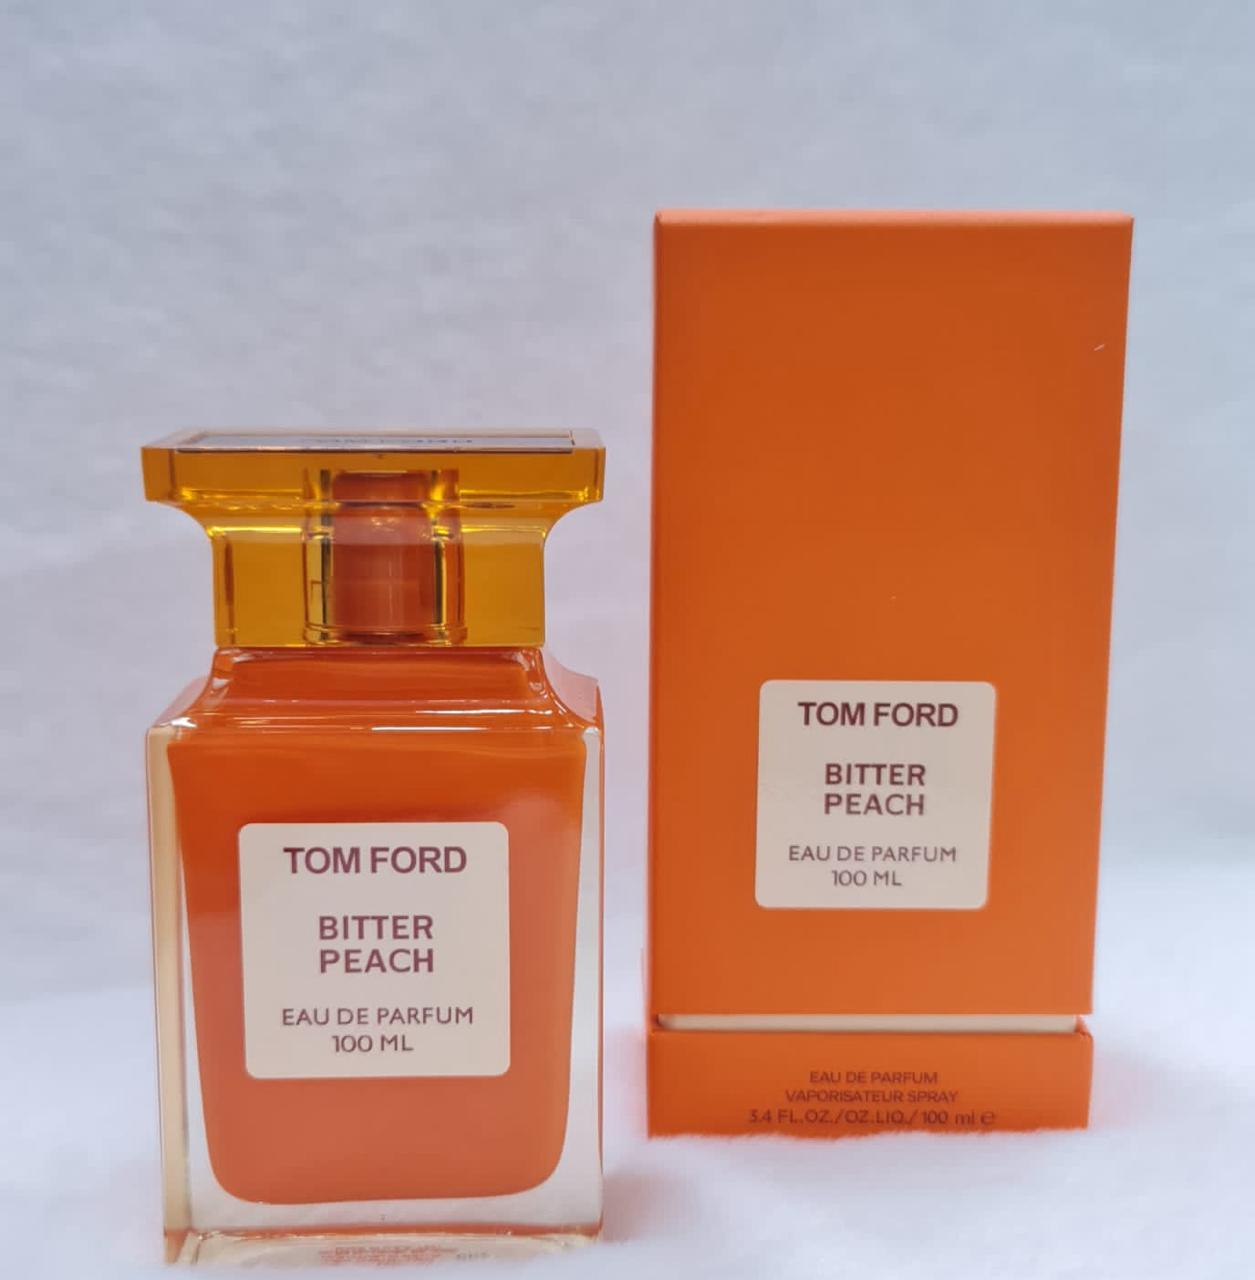 TOM FORD
BITTER
PEACH
EAU DE PARFUM
100 ML
TOM FORD
BITTER
PEACH
EAU DE PARFUM
100 ML
EAU DE PARFUM
VAPORISATEUR SPRAY
3.4 FL.OZ./OZ.LIQ./ 100 ml e